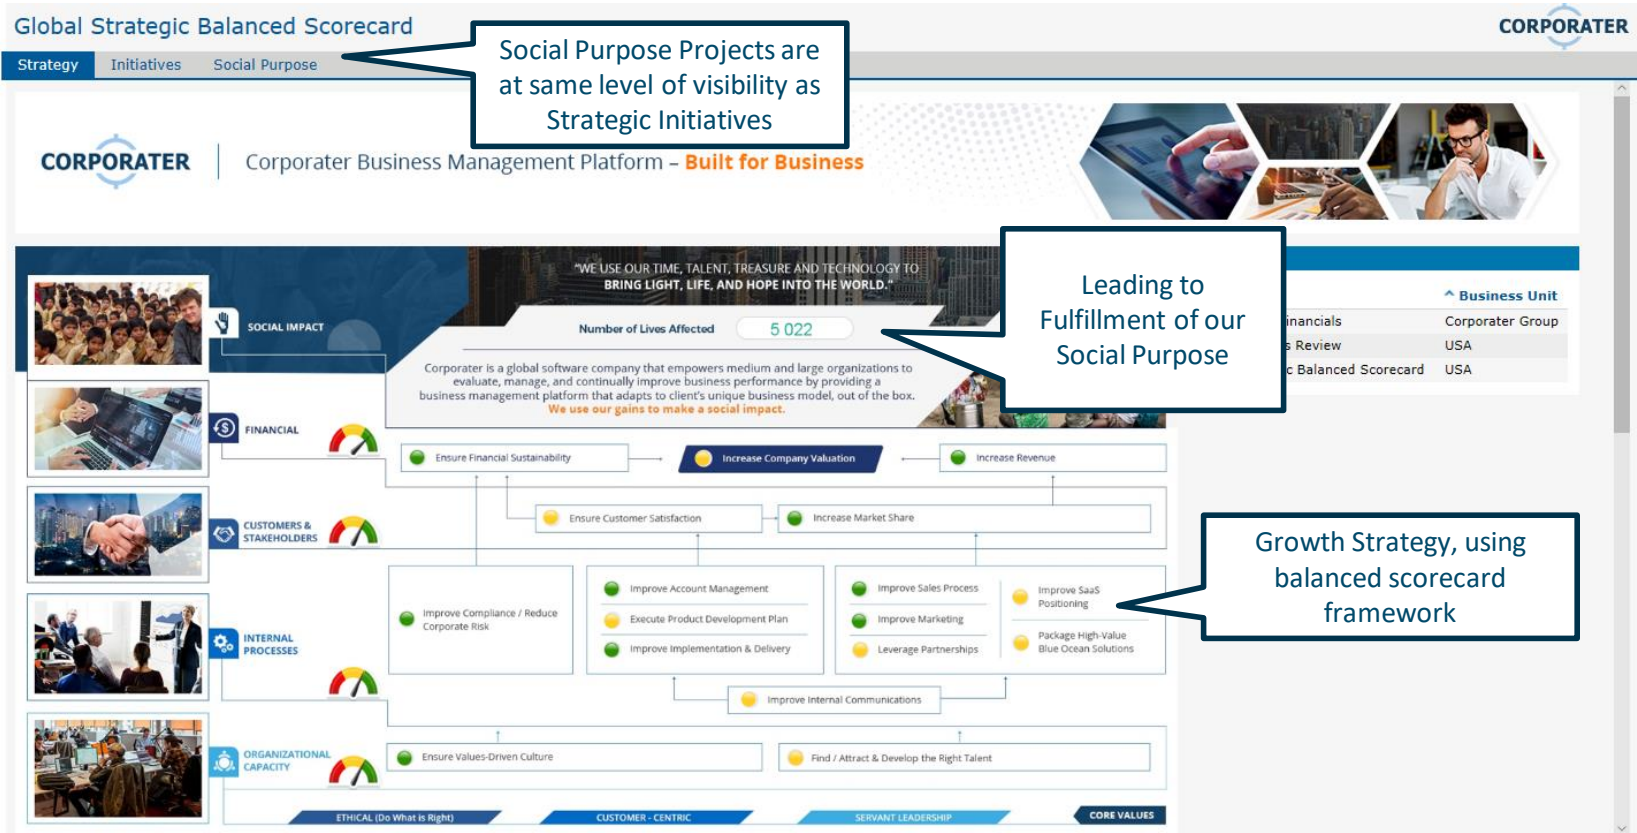 Global Strategic Balanced Scorecard
CORPORATER
Strategy Initiatives Social Purpose
Social Purpose Projects are
at same level of visibility as
Strategic Initiatives
CORPORATER
Corporater Business Management Platform – Built for Business
"WE USE OUR TIME, TALENT, TREASURE AND TECHNOLOGY TO
BRING LIGHT, LIFE, AND HOPE INTO THE WORLD."
Number of Lives Affected 5 022
Corporater is a global software company that empowers medium and large organizations to
evaluate, manage, and continually improve business performance by providing a
business management platform that adapts to client's unique business model, out of the box.
We use our gains to make a social impact.
Leading to
Fulfillment of our
Social Purpose
Business Unit
inancials Corporater Group
s Review USA
c Balanced Scorecard USA
SOCIAL IMPACT
FINANCIAL
Ensure Financial Sustainability
Increase Company Valuation
Increase Revenue
CUSTOMERS &
STAKEHOLDERS
Ensure Customer Satisfaction
Increase Market Share
Growth Strategy, using
balanced scorecard
framework
INTERNAL
PROCESSES
Improve Compliance / Reduce
Corporate Risk
Improve Account Management
Execute Product Development Plan
Improve Implementation & Delivery
Improve Sales Process
Improve Marketing
Leverage Partnerships
Improve SaaS
Positioning
Package High-Value
Blue Ocean Solutions
Improve Internal Communications
ORGANIZATIONAL
CAPACITY
Ensure Values-Driven Culture
Find / Attract & Develop the Right Talent
ETHICAL (Do What is Right)
CUSTOMER - CENTRIC
SERVANT LEADERSHIP
CORE VALUES